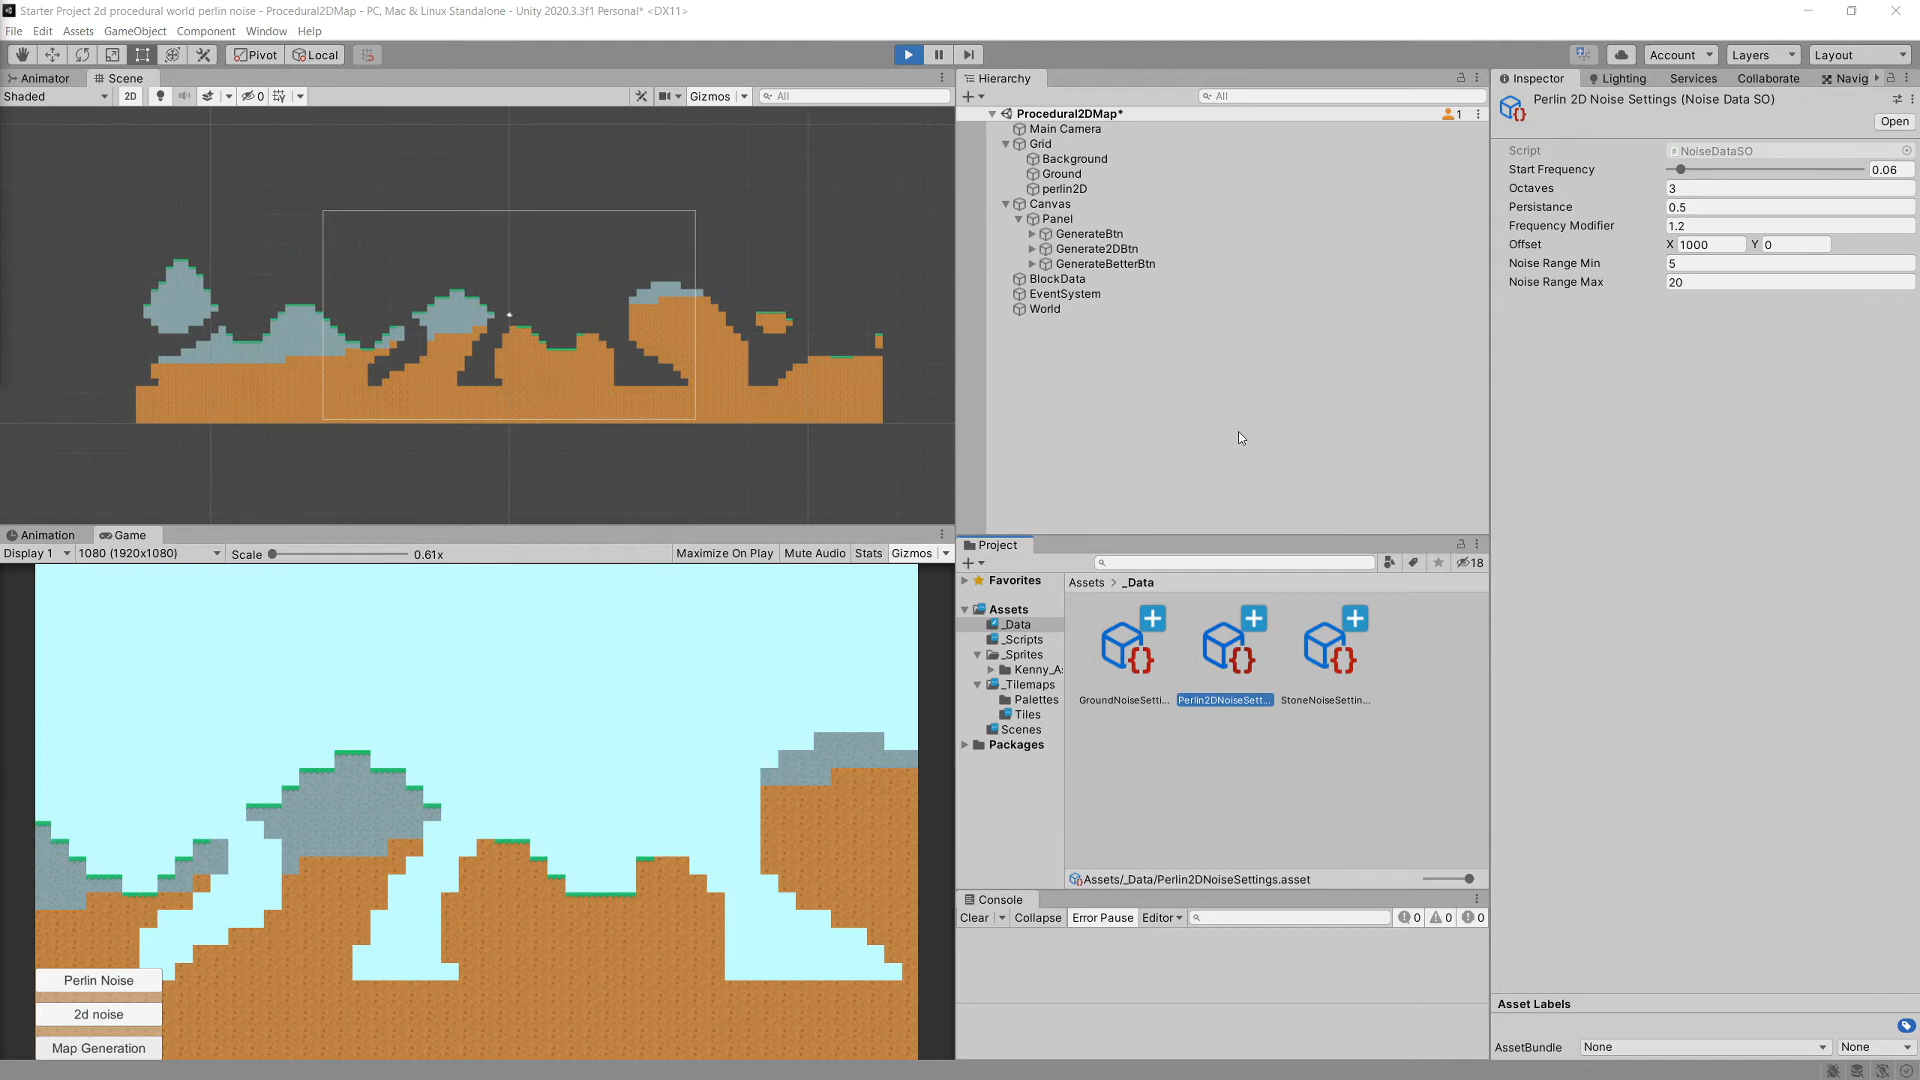 Starter Project 2d procedural world perlin noise - Procedural2DMap - PC, Mac & Linux Standalone - Unity 2020.3.3f1 Personal* <DX11>
File Edit Assets GameObject Component Window Help
Pivot Local Account Layers Layout
Animator Scene
Shaded 2D 0 Gizmos All
Animation Game
Display 1 1080 (1920x1080) Scale 0.61x Maximize On Play Mute Audio Stats Gizmos
Perlin Noise
2d noise
Map Generation
Hierarchy
All
Procedural2DMap* 1
Main Camera
Grid
Background
Ground
perlin2D
Canvas
Panel
GenerateBtn
Generate2DBtn
GenerateBetterBtn
BlockData
EventSystem
World
Project
18
Favorites
Assets
_Data
_Scripts
_Sprites
Kenny_A
_Tilemaps
Palettes
Tiles
Scenes
Packages
Assets > _Data
GroundNoiseSetti... Perlin2DNoiseSett... StoneNoiseSettin...
Assets/_Data/Perlin2DNoiseSettings.asset
Console
Clear Collapse Error Pause Editor 0 0 0
Inspector Lighting Services Collaborate Navig
Perlin 2D Noise Settings (Noise Data SO)
Open
Script NoiseDataSO
Start Frequency 0.06
Octaves 3
Persistance 0.5
Frequency Modifier 1.2
Offset X 1000 Y 0
Noise Range Min 5
Noise Range Max 20
Asset Labels
AssetBundle None None